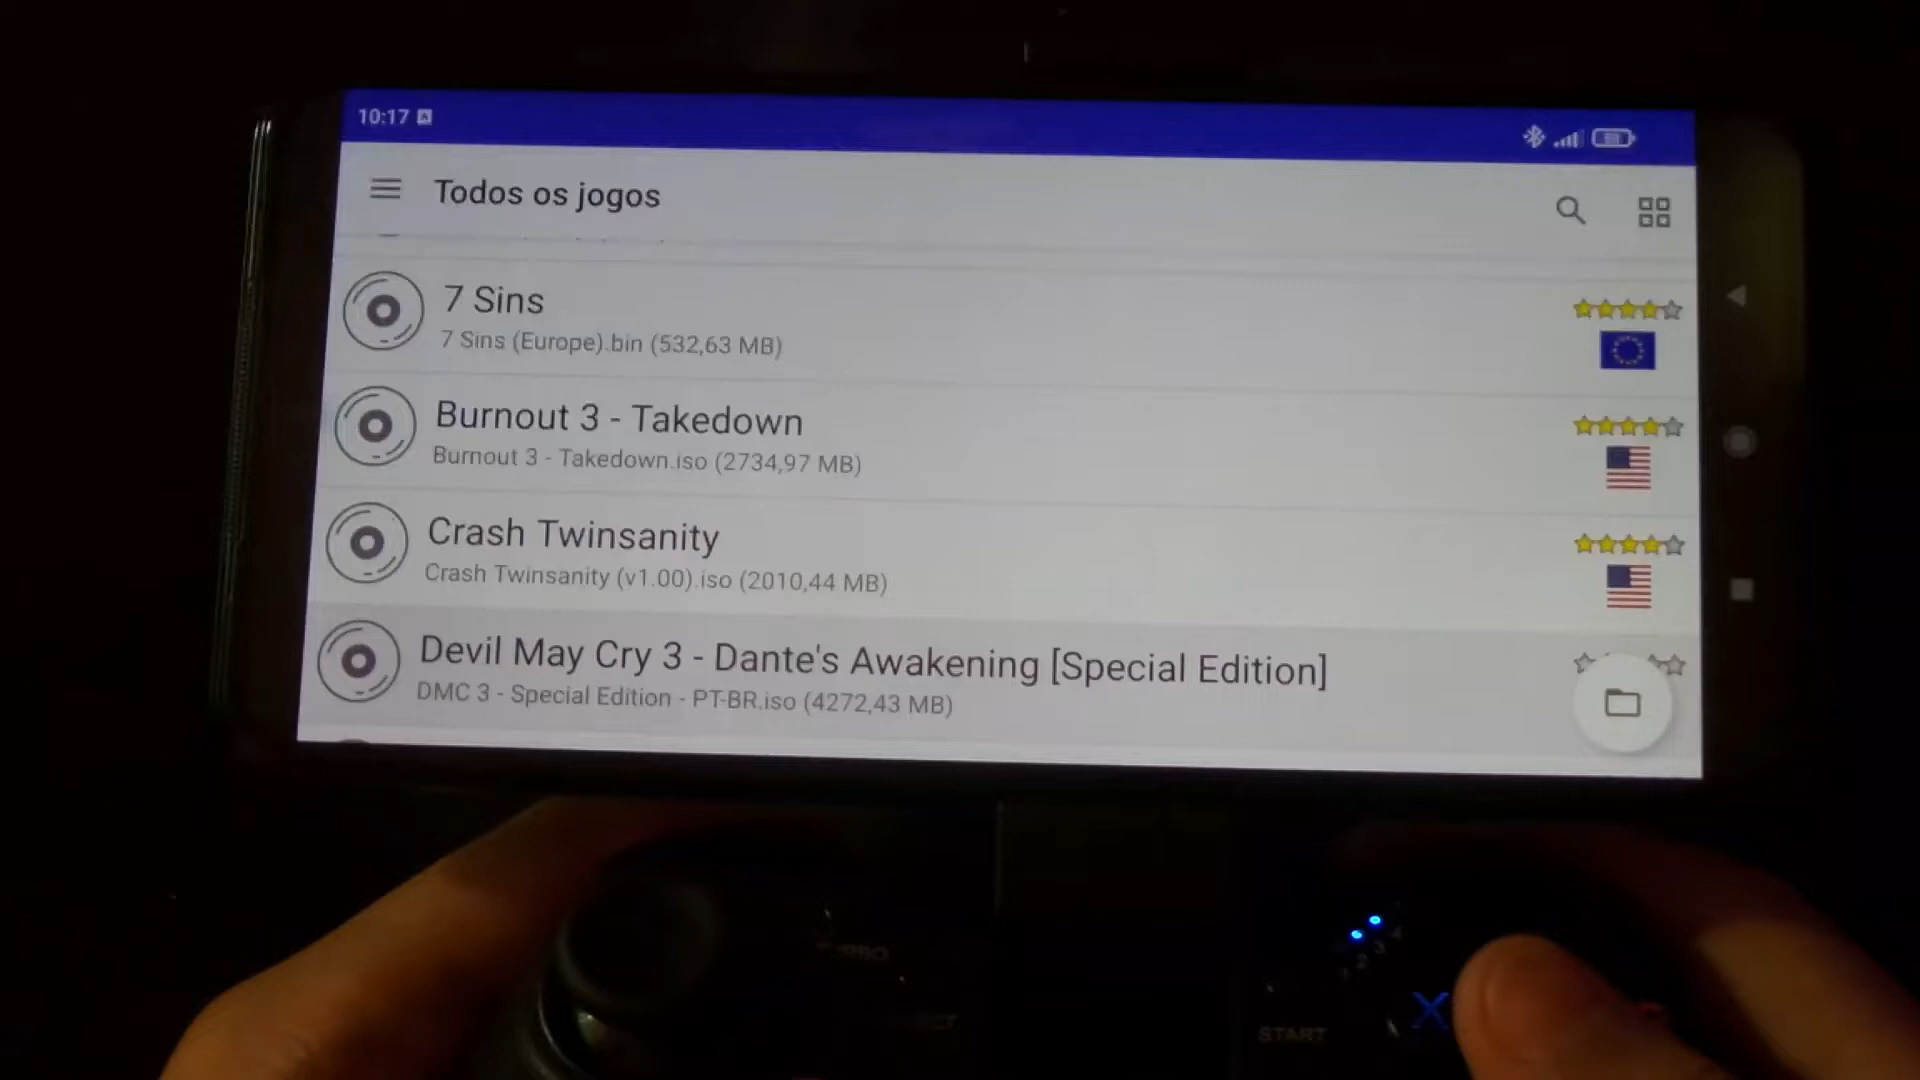 10:17
Todos os jogos
7 Sins
7 Sins (Europe).bin (532,63 MB)
Burnout 3 - Takedown
Burnout 3 - Takedown.iso (2734,97 MB)
Crash Twinsanity
Crash Twinsanity (v1.00).iso (2010,44 MB)
Devil May Cry 3 - Dante's Awakening [Special Edition]
DMC 3 - Special Edition - PT-BR.iso (4272,43 MB)
START
X